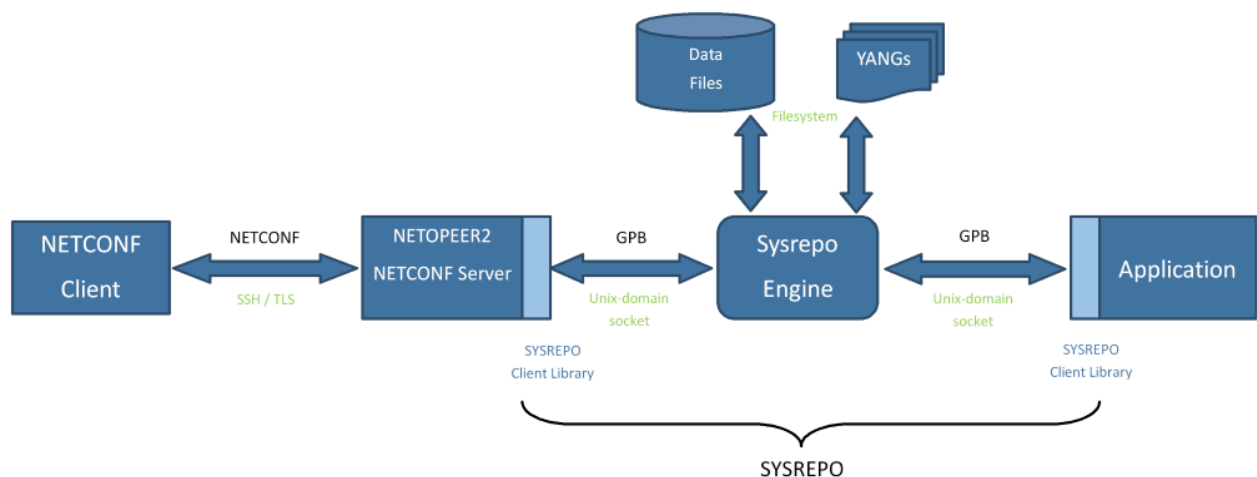 Data
Files
YANGs
Filesystem
NETCONF
Client
NETCONF
SSH / TLS
NETOPEER2
NETCONF Server
GPB
Unix-domain
socket
Sysrepo
Engine
GPB
Unix-domain
socket
Application
SYSREPO
Client Library
SYSREPO
Client Library
SYSREPO